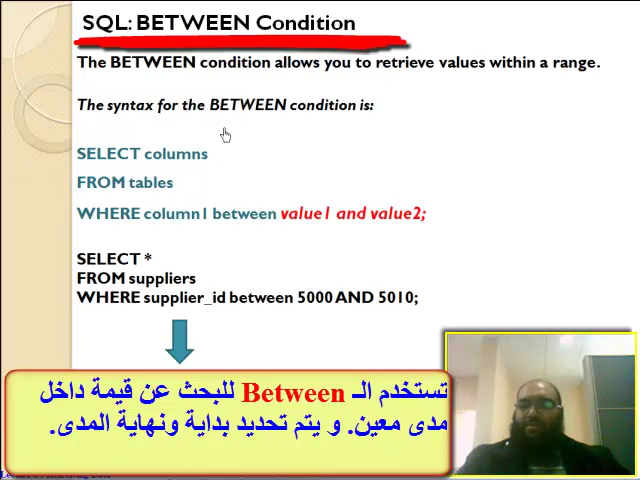 SQL: BETWEEN Condition
The BETWEEN condition allows you to retrieve values within a range.
The syntax for the BETWEEN condition is:
SELECT columns
FROM tables
WHERE column1 between value1 and value2;
SELECT *
FROM suppliers
WHERE supplier_id between 5000 AND 5010;
تستخدم الـ Between للبحث عن قيمة داخل
مدى معين. و يتم تحديد بداية ونهاية المدى.